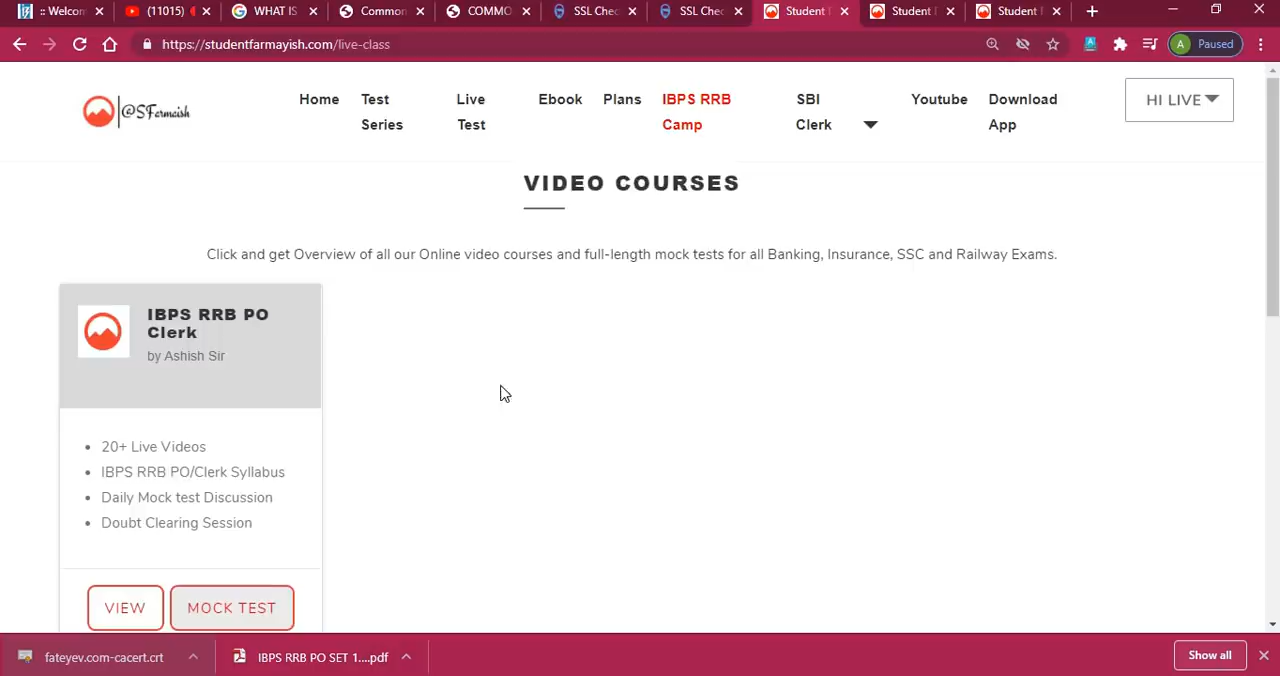 :: Welcom
(11015)
WHAT IS
Common
COMMO
SSL Chec
SSL Chec
Student F
Student F
Student F
https://studentfarmayish.com/live-class
A Paused
@SFarmaish
Home Test Series Live Test Ebook Plans IBPS RRB Camp SBI Clerk Youtube Download App
HI LIVE
VIDEO COURSES
Click and get Overview of all our Online video courses and full-length mock tests for all Banking, Insurance, SSC and Railway Exams.
IBPS RRB PO
Clerk
by Ashish Sir
20+ Live Videos
IBPS RRB PO/Clerk Syllabus
Daily Mock test Discussion
Doubt Clearing Session
VIEW MOCK TEST
fateyev.com-cacert.crt
IBPS RRB PO SET 1....pdf
Show all